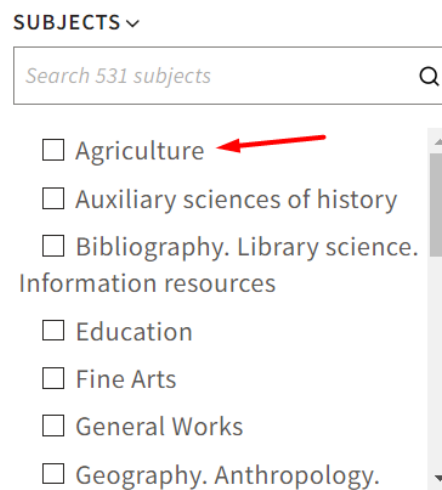 SUBJECTS
Search 531 subjects
Agriculture
Auxiliary sciences of history
Bibliography. Library science.
Information resources
Education
Fine Arts
General Works
Geography. Anthropology.